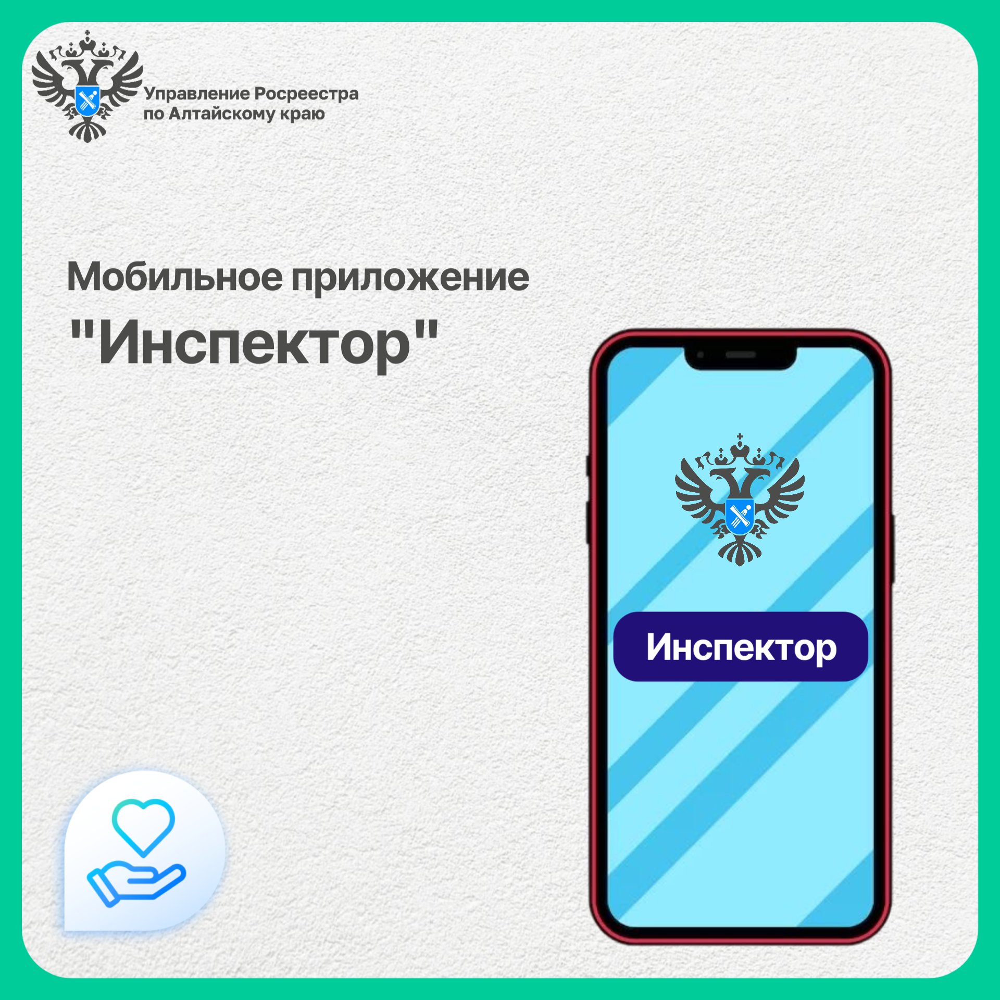 Управление Росреестра
по Алтайскому краю
Мобильное приложение
"Инспектор"
Инспектор